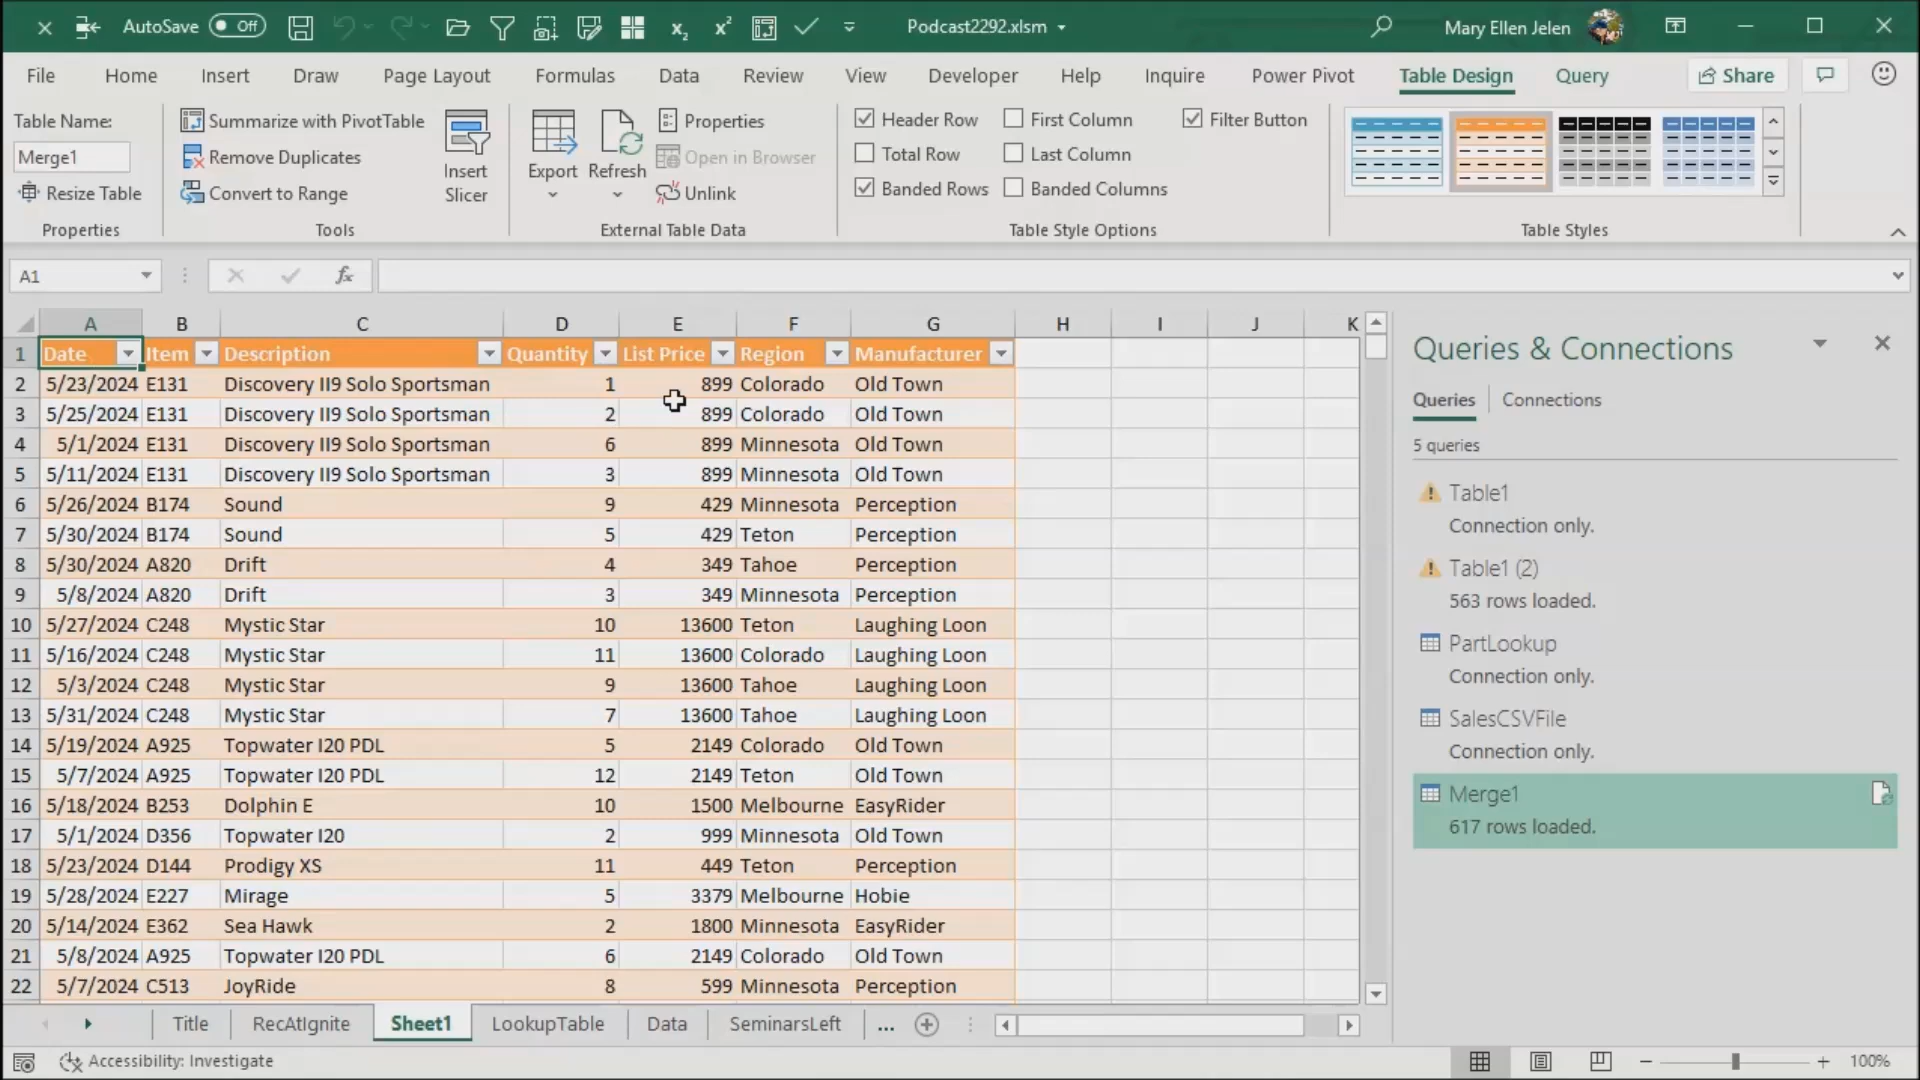 AutoSave Off Podcast2292.xlsm Mary Ellen Jelen
File Home Insert Draw Page Layout Formulas Data Review View Developer Help Inquire Power Pivot Table Design Query Share
Table Name:
Merge1
Resize Table
Properties
Summarize with PivotTable
Remove Duplicates
Convert to Range
Tools
Insert
Slicer
Export
Refresh
Properties
Open in Browser
Unlink
External Table Data
Header Row First Column Filter Button
Total Row Last Column
Banded Rows Banded Columns
Table Style Options
Table Styles
A1 fx
A B C D E F G H I J K
1 Date Item Description Quantity List Price Region Manufacturer
2 5/23/2024 E131 Discovery II9 Solo Sportsman 1 899 Colorado Old Town
3 5/25/2024 E131 Discovery II9 Solo Sportsman 2 899 Colorado Old Town
4 5/1/2024 E131 Discovery II9 Solo Sportsman 6 899 Minnesota Old Town
5 5/11/2024 E131 Discovery II9 Solo Sportsman 3 899 Minnesota Old Town
6 5/26/2024 B174 Sound 9 429 Minnesota Perception
7 5/30/2024 B174 Sound 5 429 Teton Perception
8 5/30/2024 A820 Drift 4 349 Tahoe Perception
9 5/8/2024 A820 Drift 3 349 Minnesota Perception
10 5/27/2024 C248 Mystic Star 10 13600 Teton Laughing Loon
11 5/16/2024 C248 Mystic Star 11 13600 Colorado Laughing Loon
12 5/3/2024 C248 Mystic Star 9 13600 Tahoe Laughing Loon
13 5/31/2024 C248 Mystic Star 7 13600 Tahoe Laughing Loon
14 5/19/2024 A925 Topwater I20 PDL 5 2149 Colorado Old Town
15 5/7/2024 A925 Topwater I20 PDL 12 2149 Teton Old Town
16 5/18/2024 B253 Dolphin E 10 1500 Melbourne EasyRider
17 5/1/2024 D356 Topwater I20 2 999 Minnesota Old Town
18 5/23/2024 D144 Prodigy XS 11 449 Teton Perception
19 5/28/2024 E227 Mirage 5 3379 Melbourne Hobie
20 5/14/2024 E362 Sea Hawk 2 1800 Minnesota EasyRider
21 5/8/2024 A925 Topwater I20 PDL 6 2149 Colorado Old Town
22 5/7/2024 C513 JoyRide 8 599 Minnesota Perception
Queries & Connections
Queries Connections
5 queries
Table1
Connection only.
Table1 (2)
563 rows loaded.
PartLookup
Connection only.
SalesCSVFile
Connection only.
Merge1
617 rows loaded.
Title RecAtIgnite Sheet1 LookupTable Data SeminarsLeft ...
Accessibility: Investigate 100%